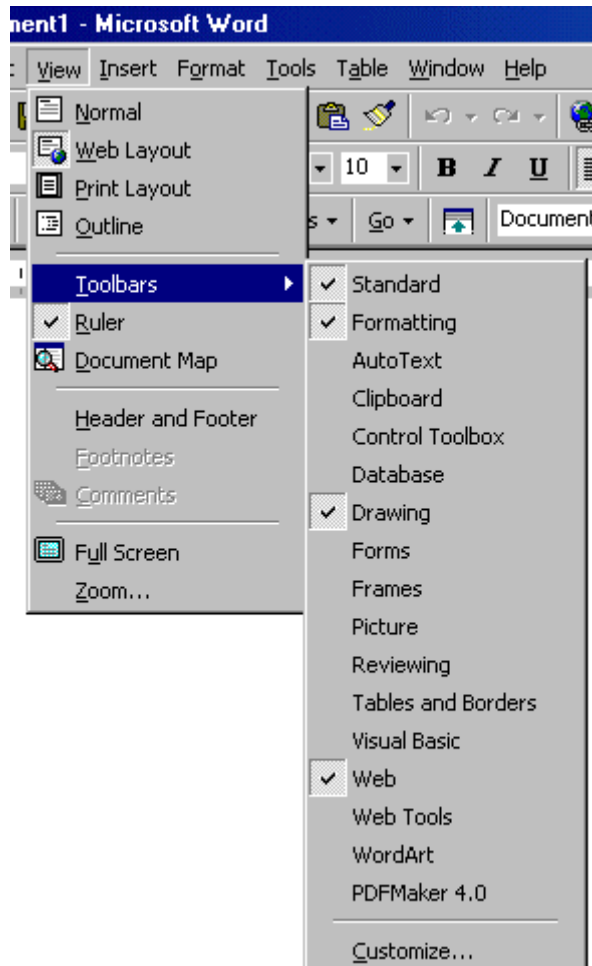 ment1 - Microsoft Word
View Insert Format Tools Table Window Help
Normal
Web Layout
10 B I U
Print Layout
Outline
Go Document
Toolbars
Standard
Ruler
Formatting
Document Map
AutoText
Clipboard
Header and Footer
Control Toolbox
Footnotes
Database
Comments
Drawing
Full Screen
Forms
Zoom...
Frames
Picture
Reviewing
Tables and Borders
Visual Basic
Web
Web Tools
WordArt
PDFMaker 4.0
Customize...